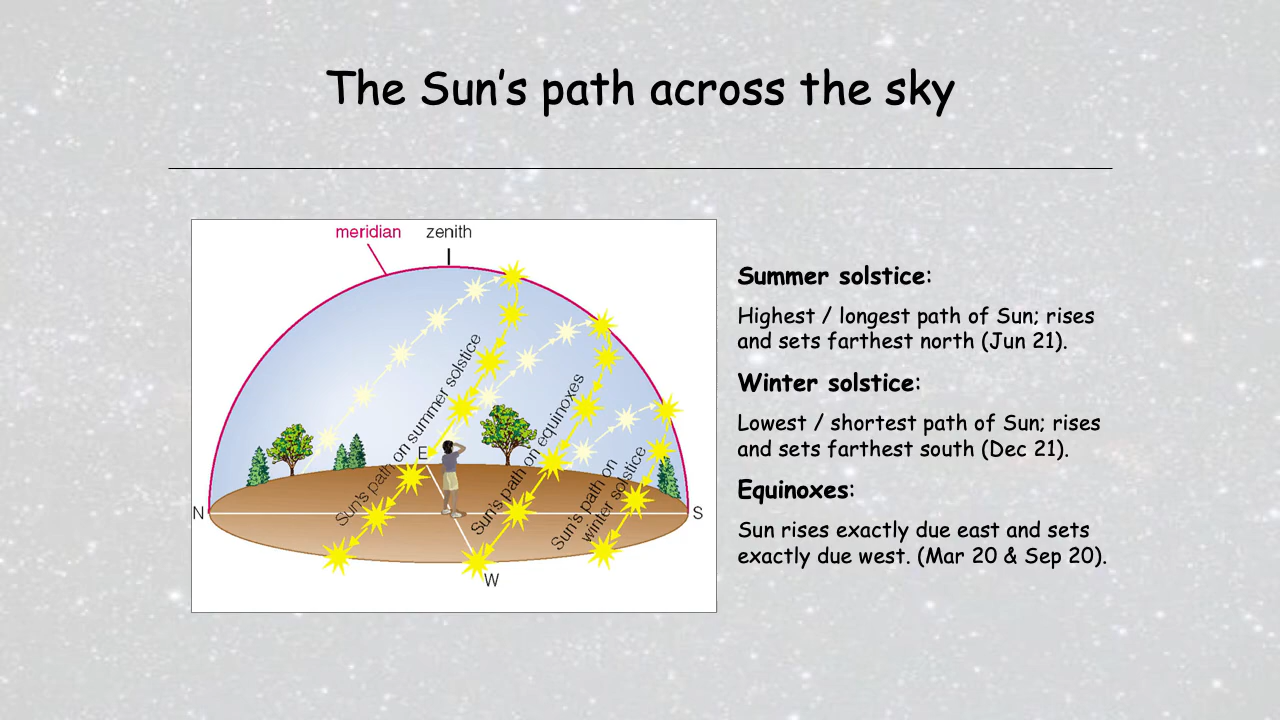 The Sun's path across the sky
meridian
zenith
Sun's path on summer solstice
Sun's path on equinoxes
Sun's path on
winter solstice
E
N
S
W
Summer solstice:
Highest / longest path of Sun; rises
and sets farthest north (Jun 21).
Winter solstice:
Lowest / shortest path of Sun; rises
and sets farthest south (Dec 21).
Equinoxes:
Sun rises exactly due east and sets
exactly due west. (Mar 20 & Sep 20).